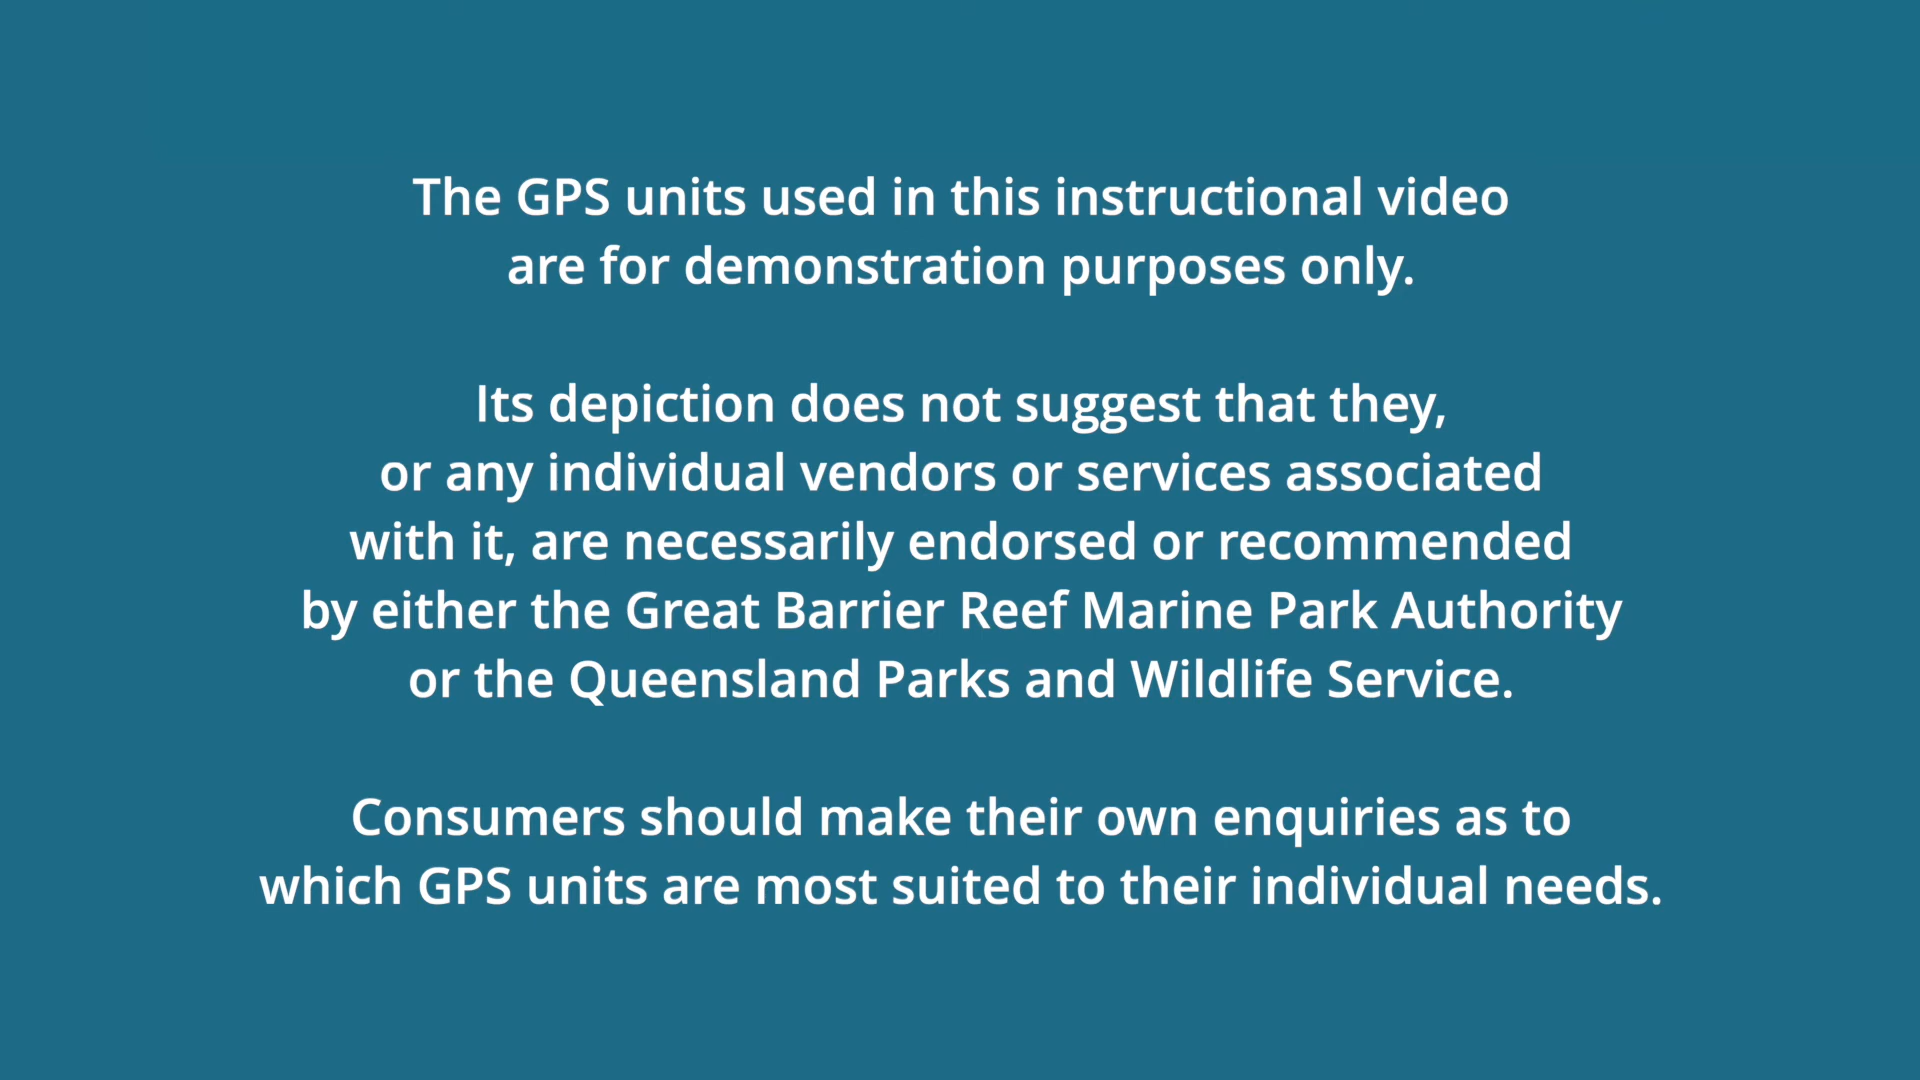 The GPS units used in this instructional video
are for demonstration purposes only.
Its depiction does not suggest that they,
or any individual vendors or services associated
with it, are necessarily endorsed or recommended
by either the Great Barrier Reef Marine Park Authority
or the Queensland Parks and Wildlife Service.
Consumers should make their own enquiries as to
which GPS units are most suited to their individual needs.